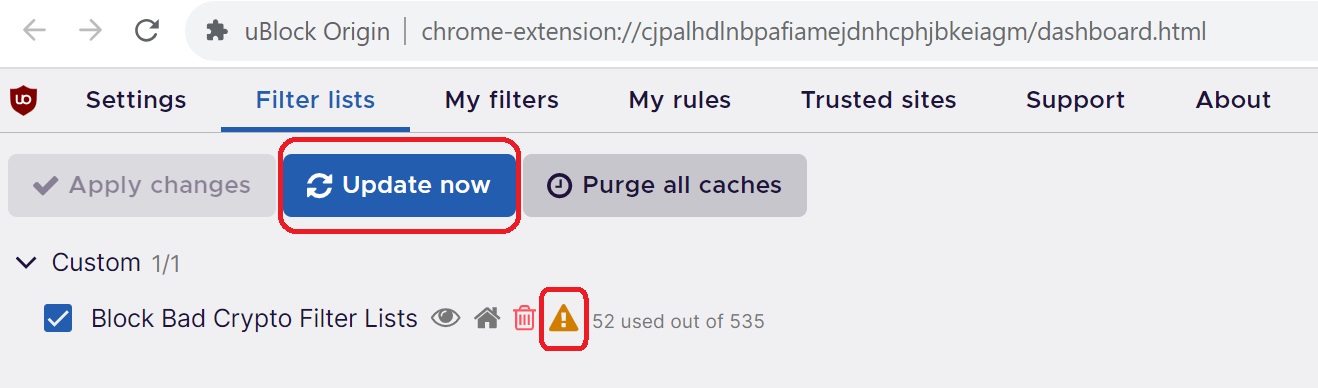 uBlock Origin | chrome-extension://cjpalhdlnbpafiamejdnhcphjbkeiagm/dashboard.html
uo Settings Filter lists My filters My rules Trusted sites Support About
Apply changes Update now Purge all caches
Custom 1/1
Block Bad Crypto Filter Lists 52 used out of 535